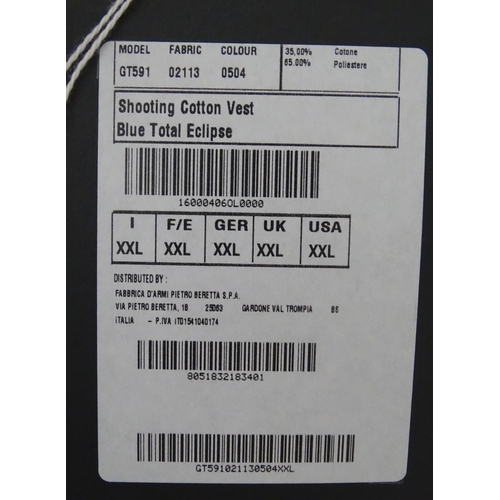 MODEL FABRIC COLOUR 35,00% Cotone
GT591 02113 0504 65.00% Poliestere
Shooting Cotton Vest
Blue Total Eclipse
16000406OL0000
I F/E GER UK USA
XXL XXL XXL XXL XXL
DISTRIBUTED BY :
FABBRICA D'ARMI PIETRO BERETTA S.P.A.
VIA PIETRO BERETTA, 18 25063 GARDONE VAL TROMPIA BS
ITALIA - P.IVA IT01541040174
8051832183401
GT591021130504XXL